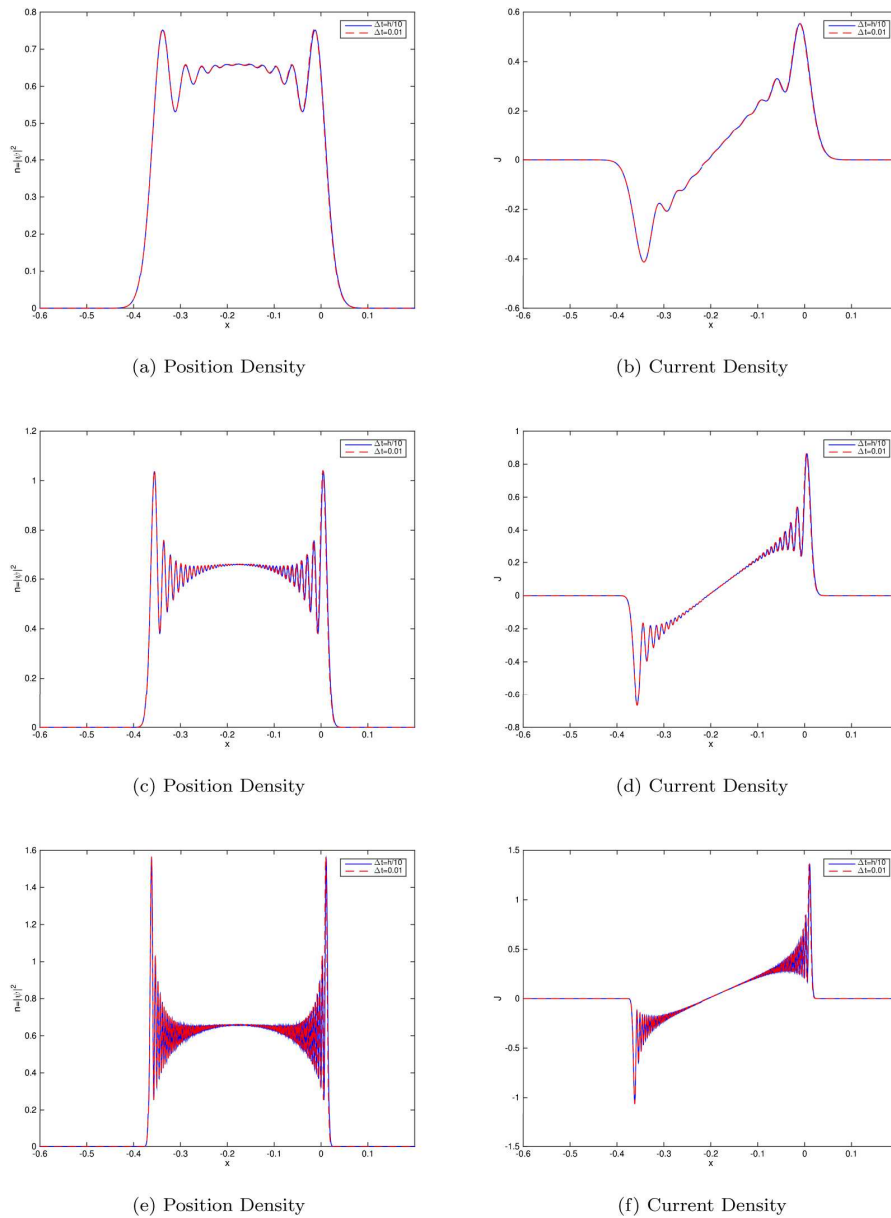 0.8
0.7
0.6
0.5
0.4
0.3
0.2
0.1
0
n=|ψ|²
-0.6 -0.5 -0.4 -0.3 -0.2 -0.1 0 0.1
x
Δt=h/10
Δt=0.01
(a) Position Density
0.6
0.4
0.2
0
-0.2
-0.4
-0.6
J
-0.6 -0.5 -0.4 -0.3 -0.2 -0.1 0 0.1
x
Δt=h/10
Δt=0.01
(b) Current Density
1.2
1
0.8
0.6
0.4
0.2
0
n=|ψ|²
-0.6 -0.5 -0.4 -0.3 -0.2 -0.1 0 0.1
x
Δt=h/10
Δt=0.01
(c) Position Density
1
0.8
0.6
0.4
0.2
0
-0.2
-0.4
-0.6
-0.8
J
-0.6 -0.5 -0.4 -0.3 -0.2 -0.1 0 0.1
x
Δt=h/10
Δt=0.01
(d) Current Density
1.6
1.4
1.2
1
0.8
0.6
0.4
0.2
0
n=|ψ|²
-0.6 -0.5 -0.4 -0.3 -0.2 -0.1 0 0.1
x
Δt=h/10
Δt=0.01
(e) Position Density
1.5
1
0.5
0
-0.5
-1
-1.5
J
-0.6 -0.5 -0.4 -0.3 -0.2 -0.1 0 0.1
x
Δt=h/10
Δt=0.01
(f) Current Density